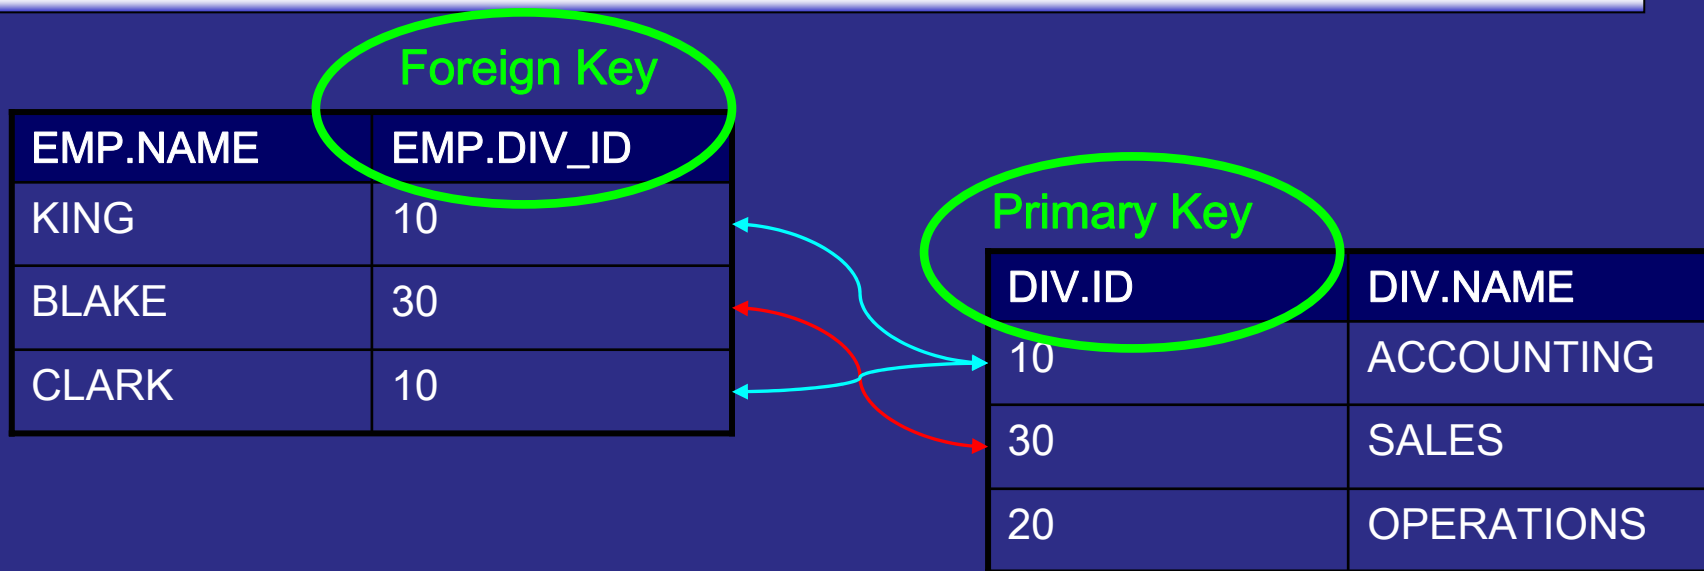 Foreign Key
EMP.NAME EMP.DIV_ID
KING 10
BLAKE 30
CLARK 10
Primary Key
DIV.ID DIV.NAME
10 ACCOUNTING
30 SALES
20 OPERATIONS